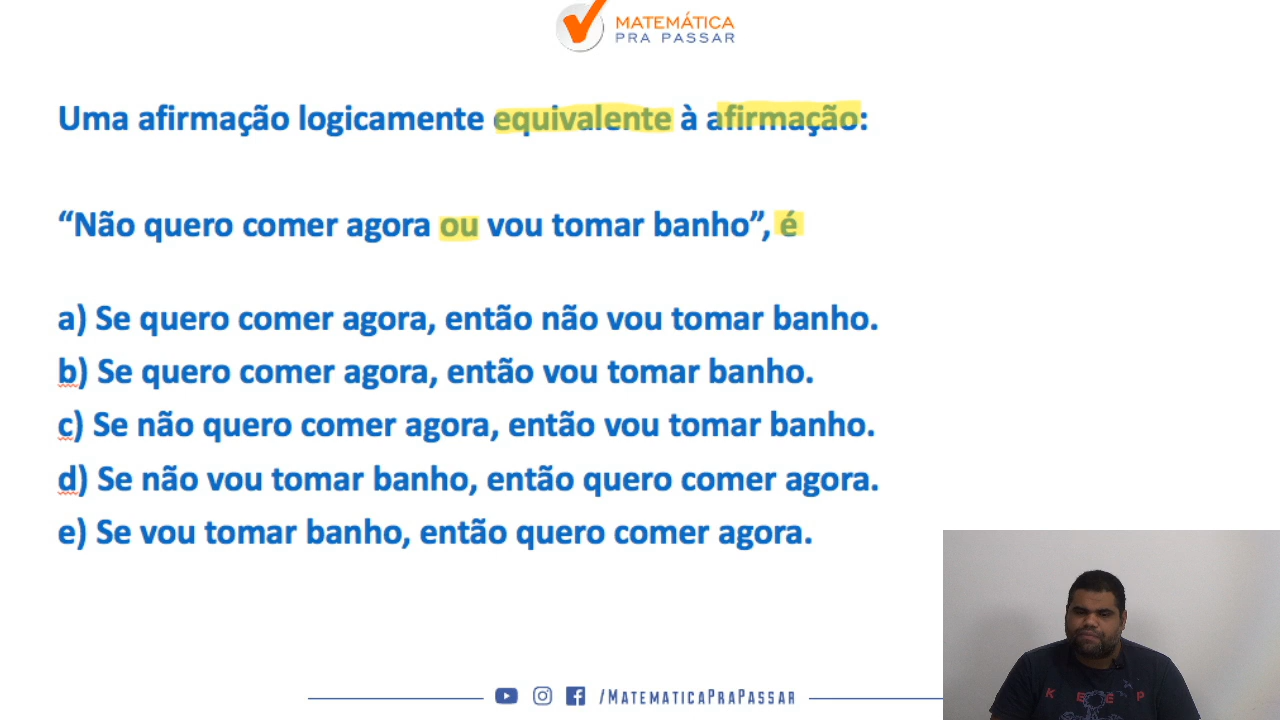 MATEMÁTICA
PRA PASSAR
Uma afirmação logicamente equivalente à afirmação:
“Não quero comer agora ou vou tomar banho”, é
a) Se quero comer agora, então não vou tomar banho.
b) Se quero comer agora, então vou tomar banho.
c) Se não quero comer agora, então vou tomar banho.
d) Se não vou tomar banho, então quero comer agora.
e) Se vou tomar banho, então quero comer agora.
K E E P
/MATEMATICAPRAPASSAR